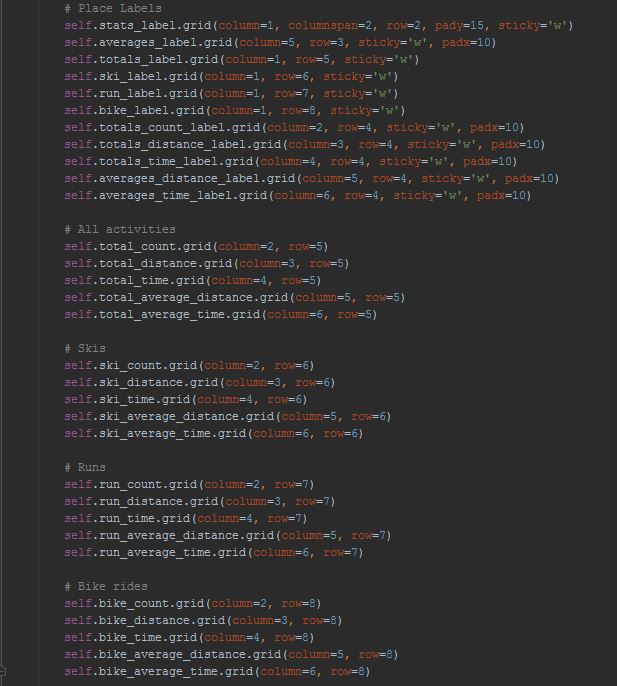 # Place Labels
self.stats_label.grid(column=1, columnspan=2, row=2, pady=15, sticky='w')
self.averages_label.grid(column=5, row=3, sticky='w', padx=10)
self.totals_label.grid(column=1, row=5, sticky='w')
self.ski_label.grid(column=1, row=6, sticky='w')
self.run_label.grid(column=1, row=7, sticky='w')
self.bike_label.grid(column=1, row=8, sticky='w')
self.totals_count_label.grid(column=2, row=4, sticky='w', padx=10)
self.totals_distance_label.grid(column=3, row=4, sticky='w', padx=10)
self.totals_time_label.grid(column=4, row=4, sticky='w', padx=10)
self.averages_distance_label.grid(column=5, row=4, sticky='w', padx=10)
self.averages_time_label.grid(column=6, row=4, sticky='w', padx=10)
# All activities
self.total_count.grid(column=2, row=5)
self.total_distance.grid(column=3, row=5)
self.total_time.grid(column=4, row=5)
self.total_average_distance.grid(column=5, row=5)
self.total_average_time.grid(column=6, row=5)
# Skis
self.ski_count.grid(column=2, row=6)
self.ski_distance.grid(column=3, row=6)
self.ski_time.grid(column=4, row=6)
self.ski_average_distance.grid(column=5, row=6)
self.ski_average_time.grid(column=6, row=6)
# Runs
self.run_count.grid(column=2, row=7)
self.run_distance.grid(column=3, row=7)
self.run_time.grid(column=4, row=7)
self.run_average_distance.grid(column=5, row=7)
self.run_average_time.grid(column=6, row=7)
# Bike rides
self.bike_count.grid(column=2, row=8)
self.bike_distance.grid(column=3, row=8)
self.bike_time.grid(column=4, row=8)
self.bike_average_distance.grid(column=5, row=8)
self.bike_average_time.grid(column=6, row=8)